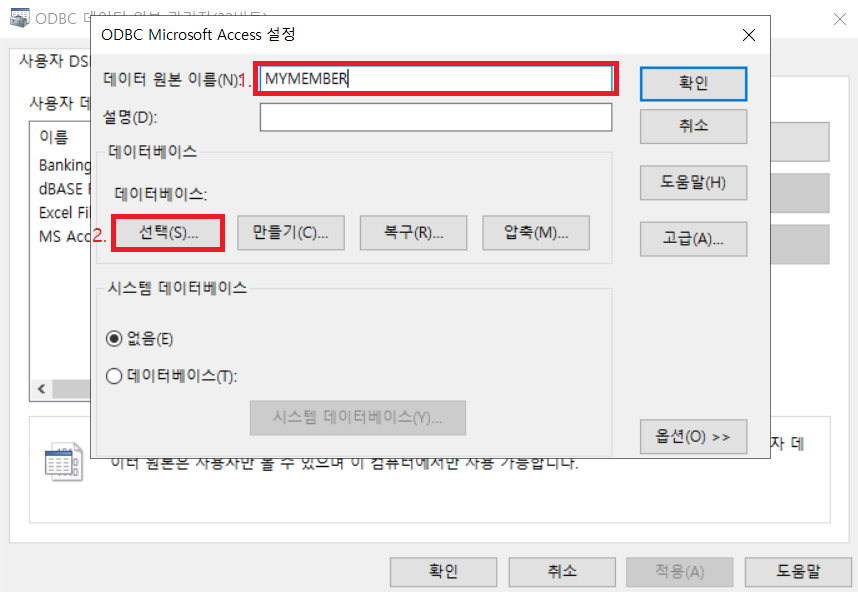 ODBC 데이터 원본 관리자(32비트)
ODBC Microsoft Access 설정
사용자 DS
데이터 원본 이름(N):
1.
MYMEMBER
확인
사용자 데
설명(D):
취소
이름
데이터베이스
Banking
데이터베이스:
도움말(H)
dBASE F
Excel Fil
MS Acc
2.
선택(S)...
만들기(C)...
복구(R)...
압축(M)...
고급(A)...
시스템 데이터베이스
없음(E)
데이터베이스(T):
시스템 데이터베이스(Y)...
옵션(O) >>
자 데
이터 원본은 사용자만 볼 수 있으며 이 컴퓨터에서만 사용 가능합니다.
확인
취소
적용(A)
도움말